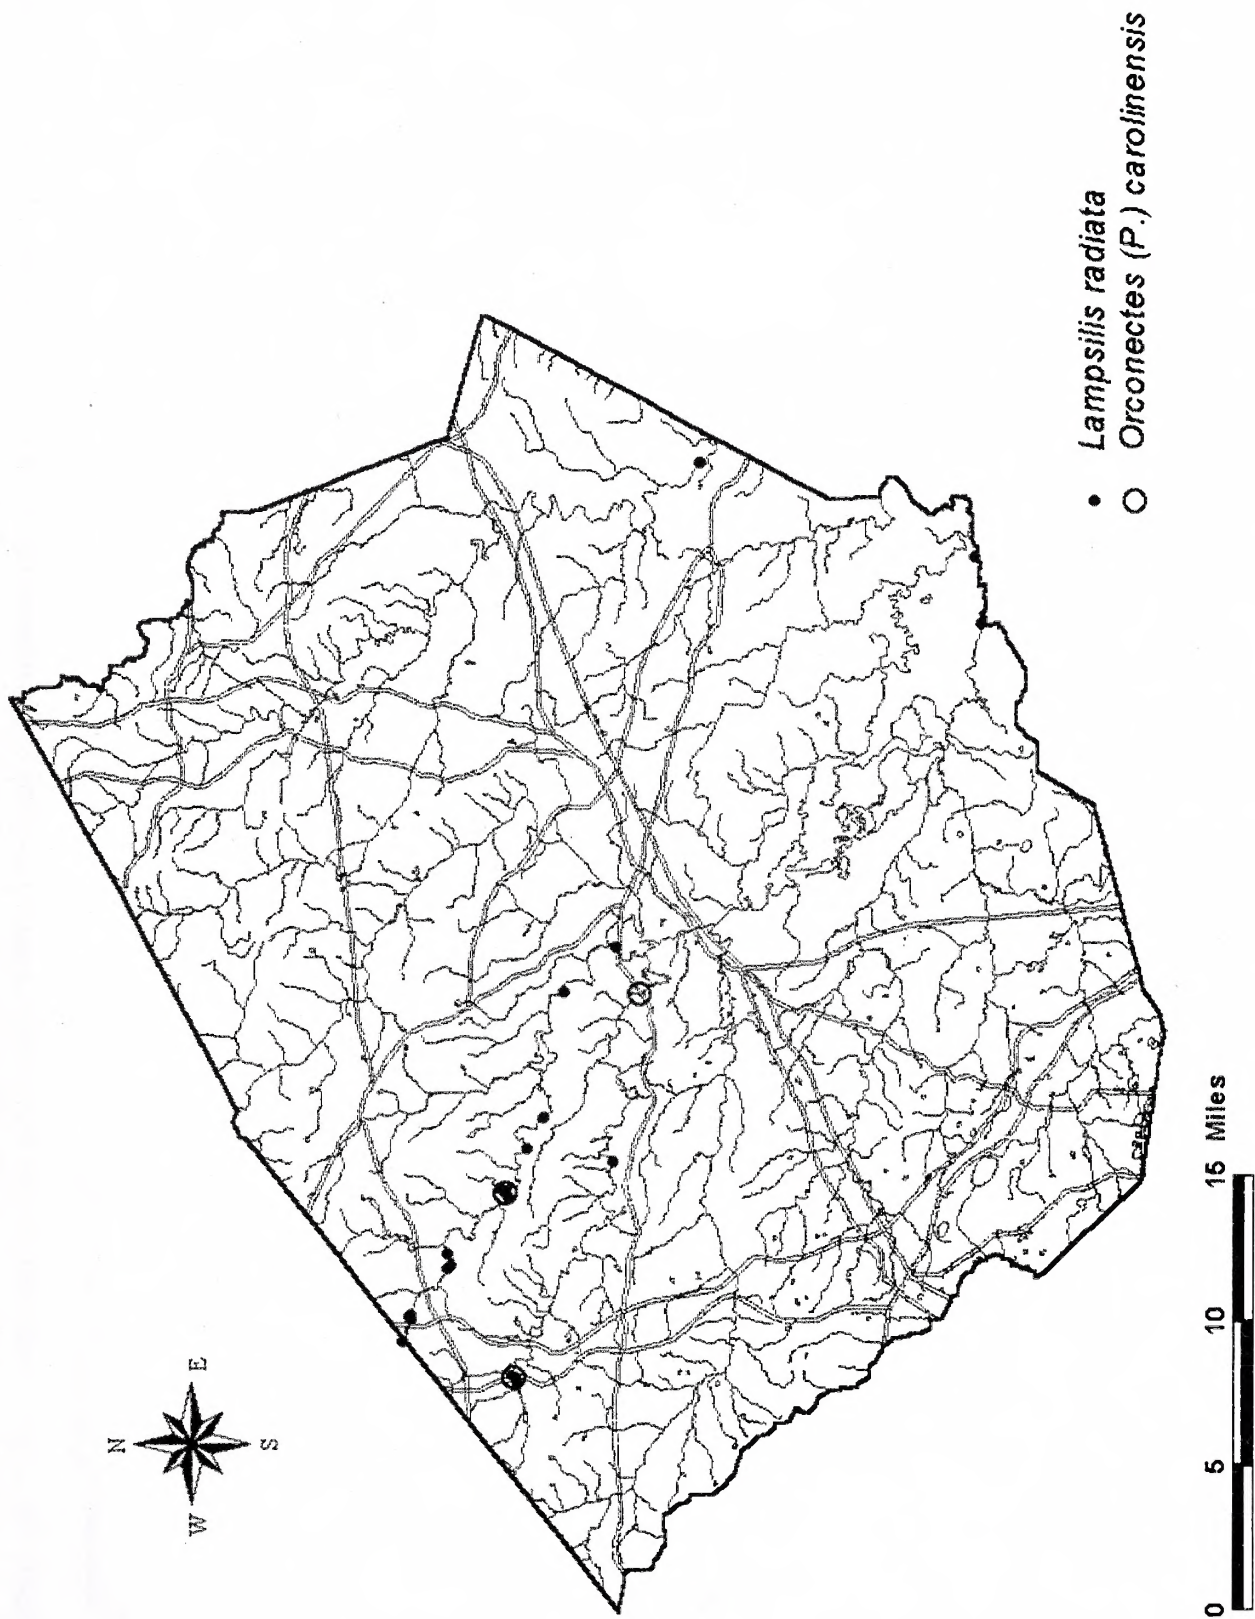 N
W E
S
● Lampsilis radiata
○ Orconectes (P.) carolinensis
0 5 10 15 Miles